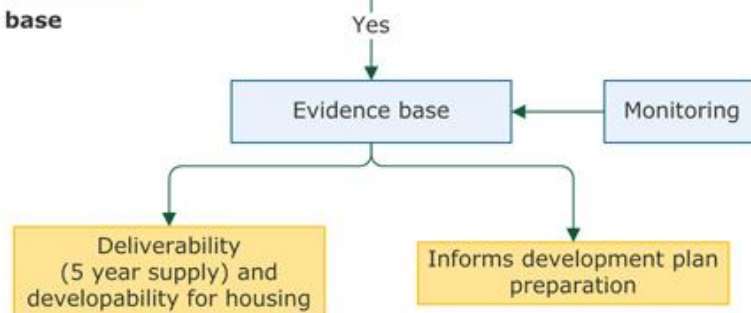 base
Yes
Evidence base
Monitoring
Deliverability
(5 year supply) and
developability for housing
Informs development plan
preparation